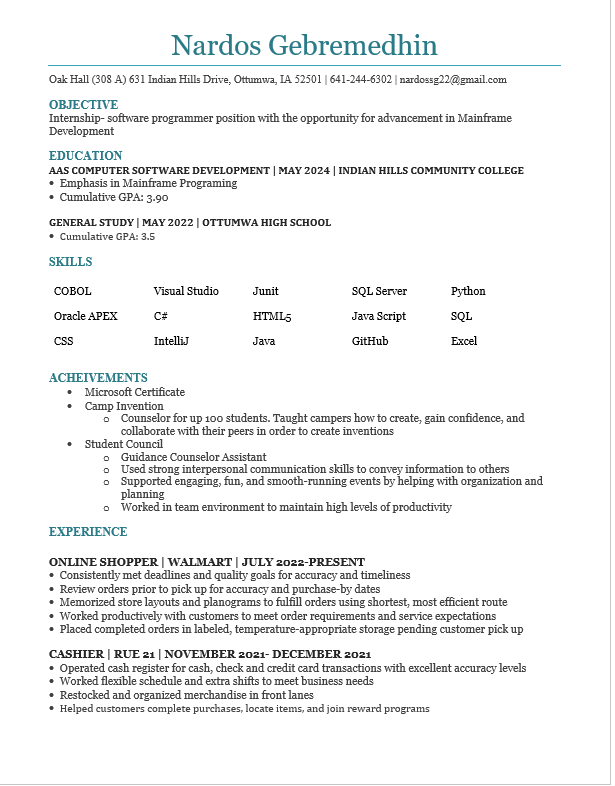 Nardos Gebremedhin
Oak Hall (308 A) 631 Indian Hills Drive, Ottumwa, IA 52501 | 641-244-6302 | nardossg22@gmail.com
OBJECTIVE
Internship- software programmer position with the opportunity for advancement in Mainframe
Development
EDUCATION
AAS COMPUTER SOFTWARE DEVELOPMENT | MAY 2024 | INDIAN HILLS COMMUNITY COLLEGE
• Emphasis in Mainframe Programing
• Cumulative GPA: 3.90
GENERAL STUDY | MAY 2022 | OTTUMWA HIGH SCHOOL
• Cumulative GPA: 3.5
SKILLS
COBOL Visual Studio Junit SQL Server Python
Oracle APEX C# HTML5 Java Script SQL
CSS IntelliJ Java GitHub Excel
ACHEIVEMENTS
• Microsoft Certificate
• Camp Invention
o Counselor for up 100 students. Taught campers how to create, gain confidence, and
collaborate with their peers in order to create inventions
• Student Council
o Guidance Counselor Assistant
o Used strong interpersonal communication skills to convey information to others
o Supported engaging, fun, and smooth-running events by helping with organization and
planning
o Worked in team environment to maintain high levels of productivity
EXPERIENCE
ONLINE SHOPPER | WALMART | JULY 2022-PRESENT
• Consistently met deadlines and quality goals for accuracy and timeliness
• Review orders prior to pick up for accuracy and purchase-by dates
• Memorized store layouts and planograms to fulfill orders using shortest, most efficient route
• Worked productively with customers to meet order requirements and service expectations
• Placed completed orders in labeled, temperature-appropriate storage pending customer pick up
CASHIER | RUE 21 | NOVEMBER 2021- DECEMBER 2021
• Operated cash register for cash, check and credit card transactions with excellent accuracy levels
• Worked flexible schedule and extra shifts to meet business needs
• Restocked and organized merchandise in front lanes
• Helped customers complete purchases, locate items, and join reward programs